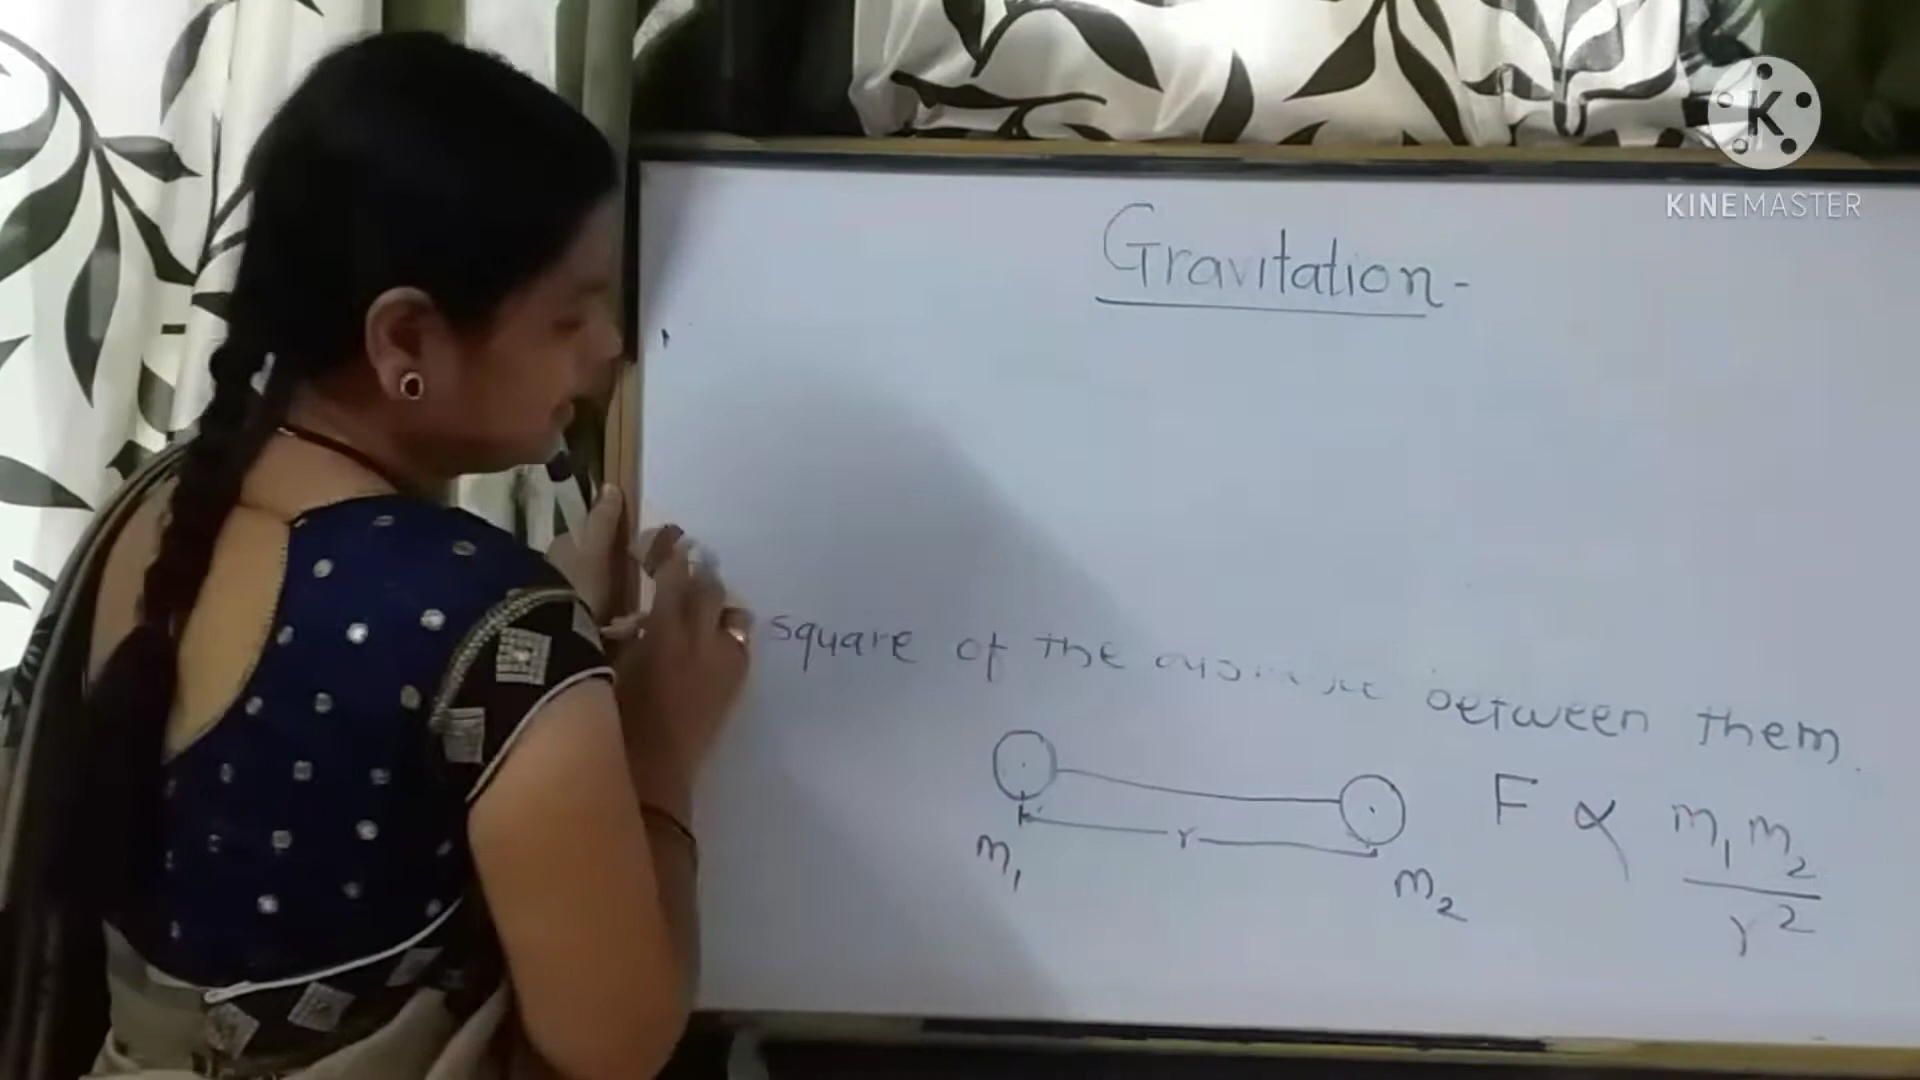 K
KINEMASTER
Gravitation-
square of the between them.
r
m₁
m₂
F ∝ m₁m₂/r²